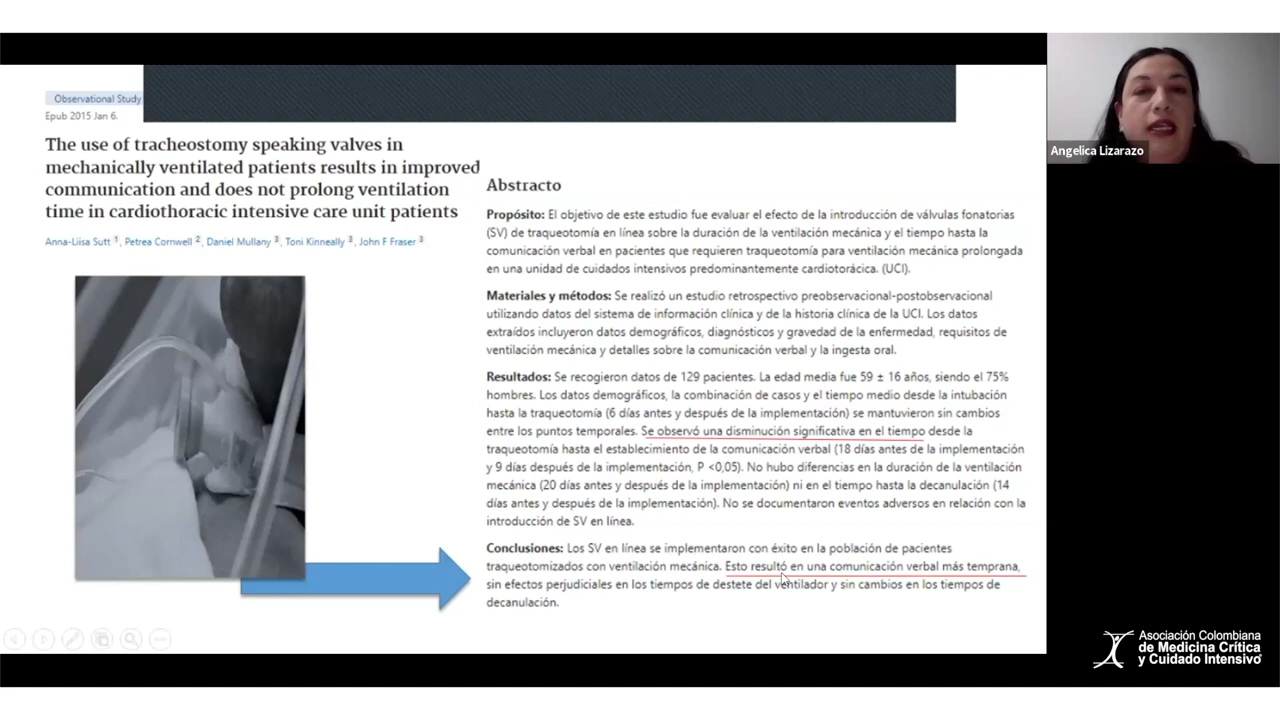 Observational Study
Epub 2015 Jan 6.
The use of tracheostomy speaking valves in
mechanically ventilated patients results in improved
communication and does not prolong ventilation
time in cardiothoracic intensive care unit patients
Anna-Liisa Sutt 1, Petrea Cornwell 2, Daniel Mullany 3, Toni Kinneally 3, John F Fraser 3
Abstracto
Propósito: El objetivo de este estudio fue evaluar el efecto de la introducción de válvulas fonatorias
(SV) de traqueotomía en línea sobre la duración de la ventilación mecánica y el tiempo hasta la
comunicación verbal en pacientes que requieren traqueotomía para ventilación mecánica prolongada
en una unidad de cuidados intensivos predominantemente cardiotorácica. (UCI).
Materiales y métodos: Se realizó un estudio retrospectivo preobservacional-postobservacional
utilizando datos del sistema de información clínica y de la historia clínica de la UCI. Los datos
extraídos incluyeron datos demográficos, diagnósticos y gravedad de la enfermedad, requisitos de
ventilación mecánica y detalles sobre la comunicación verbal y la ingesta oral.
Resultados: Se recogieron datos de 129 pacientes. La edad media fue 59 ± 16 años, siendo el 75%
hombres. Los datos demográficos, la combinación de casos y el tiempo medio desde la intubación
hasta la traqueotomía (6 días antes y después de la implementación) se mantuvieron sin cambios
entre los puntos temporales. Se observó una disminución significativa en el tiempo desde la
traqueotomía hasta el establecimiento de la comunicación verbal (18 días antes de la implementación
y 9 días después de la implementación, P <0,05). No hubo diferencias en la duración de la ventilación
mecánica (20 días antes y después de la implementación) ni en el tiempo hasta la decanulación (14
días antes y después de la implementación). No se documentaron eventos adversos en relación con la
introducción de SV en línea.
Conclusiones: Los SV en línea se implementaron con éxito en la población de pacientes
traqueotomizados con ventilación mecánica. Esto resultó en una comunicación verbal más temprana,
sin efectos perjudiciales en los tiempos de destete del ventilador y sin cambios en los tiempos de
decanulación.
Angelica Lizarazo
Asociación Colombiana
de Medicina Crítica
y Cuidado Intensivo